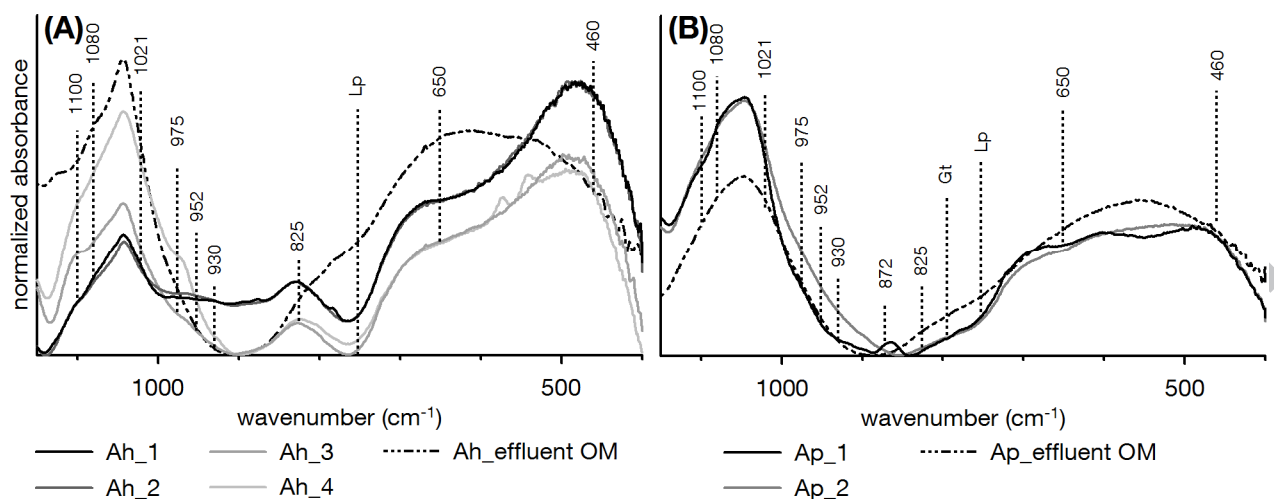 (A)
normalized absorbance
1100
1080
1021
975
952
930
825
Lp
650
460
1000
500
wavenumber (cm-1)
Ah_1
Ah_2
Ah_3
Ah_4
Ah_effluent OM
(B)
1100
1080
1021
975
952
930
872
825
Gt
Lp
650
460
1000
500
wavenumber (cm-1)
Ap_1
Ap_2
Ap_effluent OM